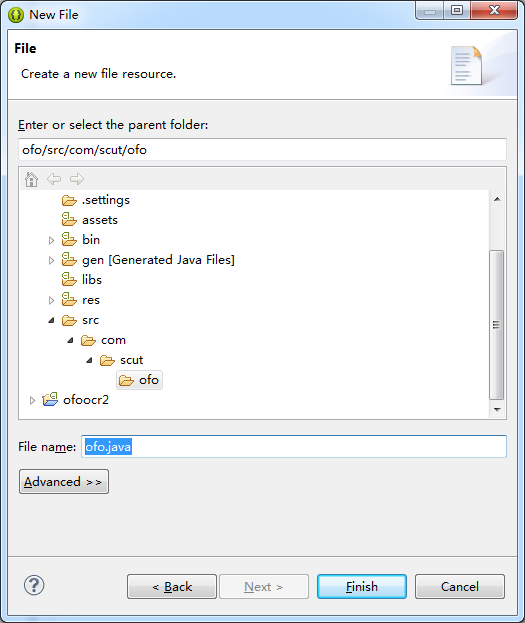 New File
File
Create a new file resource.
Enter or select the parent folder:
ofo/src/com/scut/ofo
.settings
assets
bin
gen [Generated Java Files]
libs
res
src
com
scut
ofo
ofoocr2
File name: ofo.java
Advanced >>
< Back Next > Finish Cancel